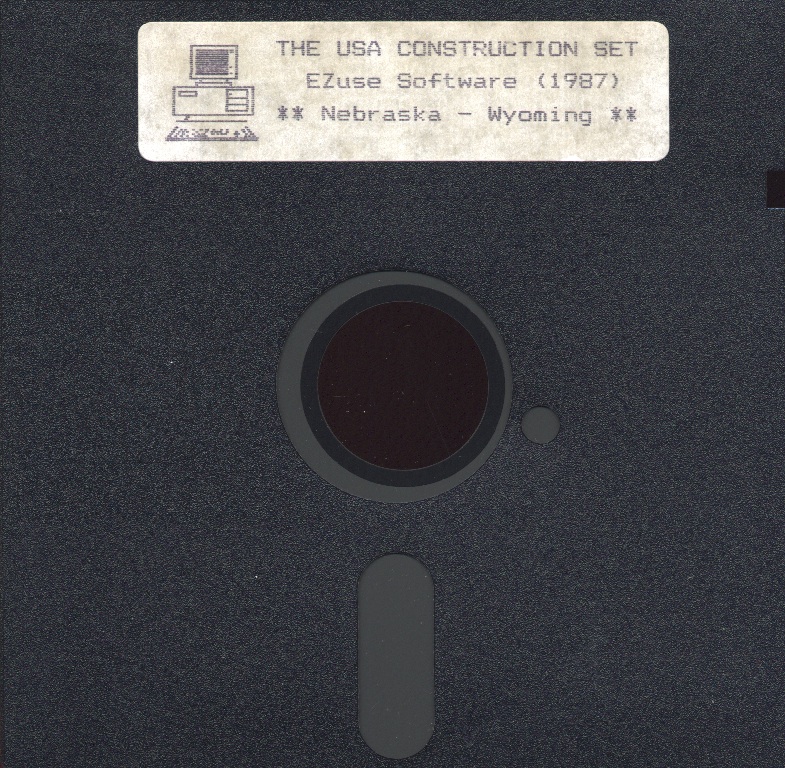 THE USA CONSTRUCTION SET
EZuse Software (1987)
** Nebraska - Wyoming **